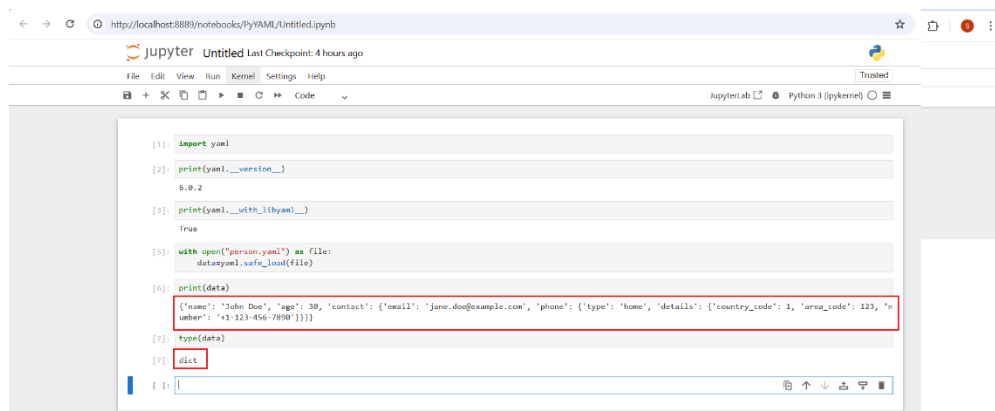 http://localhost:8889/notebooks/PyYAML/Untitled.ipynb
S
jupyter Untitled Last Checkpoint: 4 hours ago
File Edit View Run Kernel Settings Help
Trusted
Code
JupyterLab
Python 3 (ipykernel)
[1]: import yaml
[2]: print(yaml.__version__)
6.0.2
[3]: print(yaml.__with_libyaml__)
True
[5]: with open("person.yaml") as file:
data=yaml.safe_load(file)
[6]: print(data)
{'name': 'John Doe', 'age': 30, 'contact': {'email': 'jane.doe@example.com', 'phone': {'type': 'home', 'details': {'country_code': 1, 'area_code': 123, 'n
umber': '+1-123-456-7890'}}}}
[7]: type(data)
[7]: dict
[ ]: